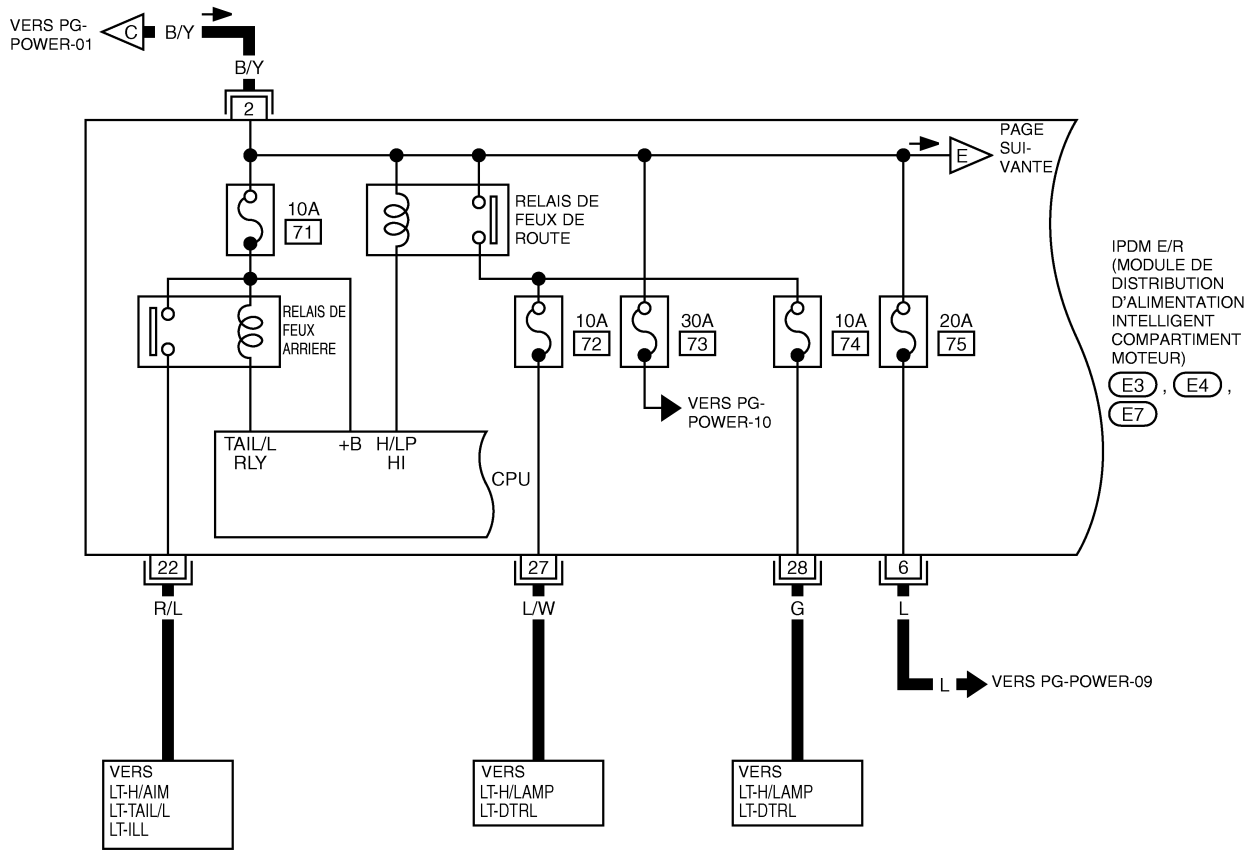 VERS PG-
POWER-01
C
B/Y
B/Y
2
E
PAGE
SUI-
VANTE
10A
71
RELAIS DE
FEUX DE
ROUTE
RELAIS DE
FEUX
ARRIERE
10A
72
30A
73
10A
74
20A
75
VERS PG-
POWER-10
IPDM E/R
(MODULE DE
DISTRIBUTION
D'ALIMENTATION
INTELLIGENT
COMPARTIMENT
MOTEUR)
E3 , E4 ,
E7
TAIL/L
RLY
+B
H/LP
HI
CPU
22
27
28
6
R/L
L/W
G
L
L
VERS PG-POWER-09
VERS
LT-H/AIM
LT-TAIL/L
LT-ILL
VERS
LT-H/LAMP
LT-DTRL
VERS
LT-H/LAMP
LT-DTRL